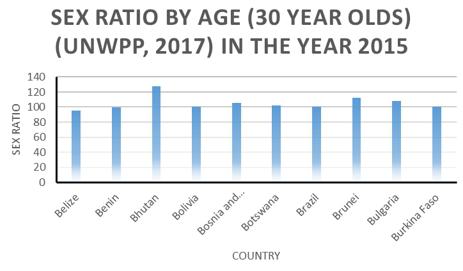 SEX RATIO BY AGE (30 YEAR OLDS)
(UNWPP, 2017) IN THE YEAR 2015
140
120
100
80
60
40
20
0
SEX RATIO
Belize
Benin
Bhutan
Bolivia
Bosnia and...
Botswana
Brazil
Brunei
Bulgaria
Burkina Faso
COUNTRY